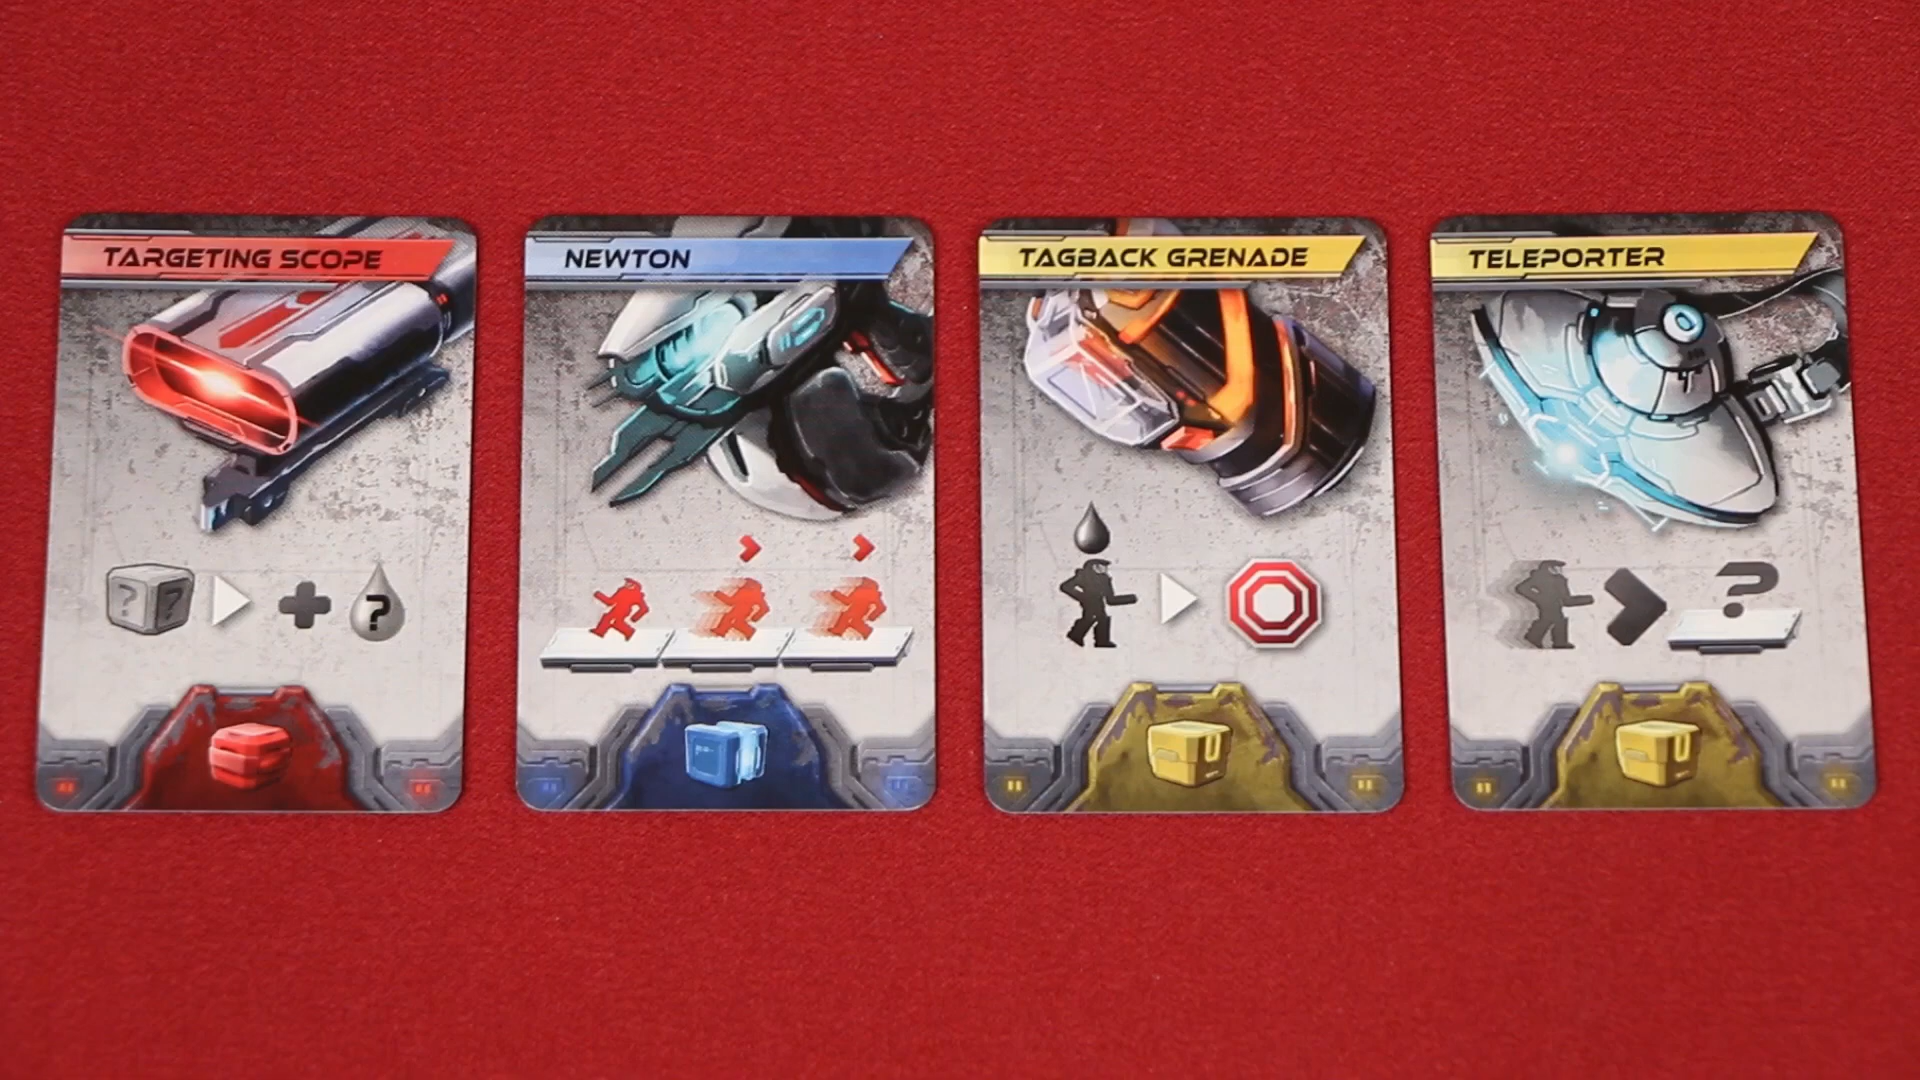 TARGETING SCOPE
NEWTON
TAGBACK GRENADE
TELEPORTER
? ?
?
?